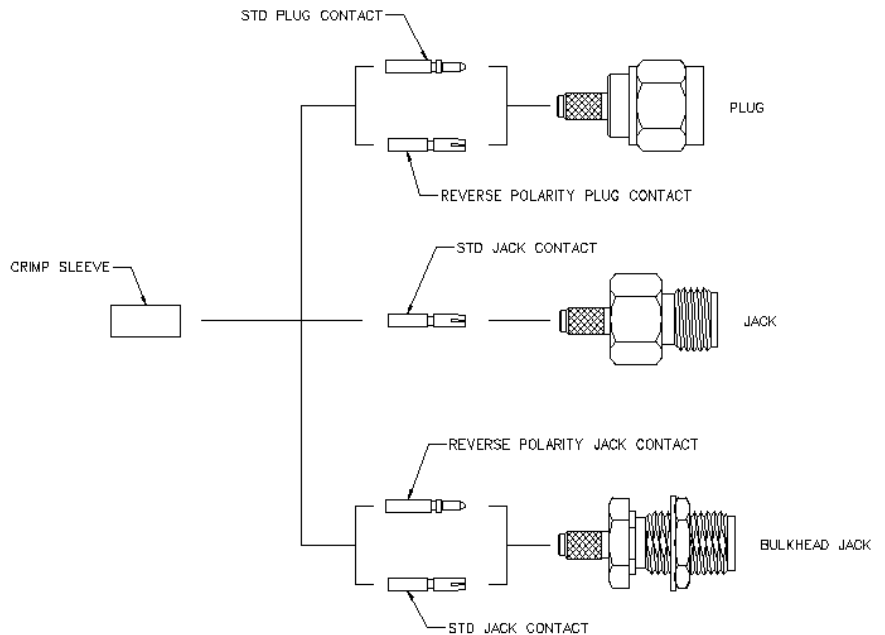 STD PLUG CONTACT
PLUG
REVERSE POLARITY PLUG CONTACT
STD JACK CONTACT
CRIMP SLEEVE
JACK
REVERSE POLARITY JACK CONTACT
BULKHEAD JACK
STD JACK CONTACT